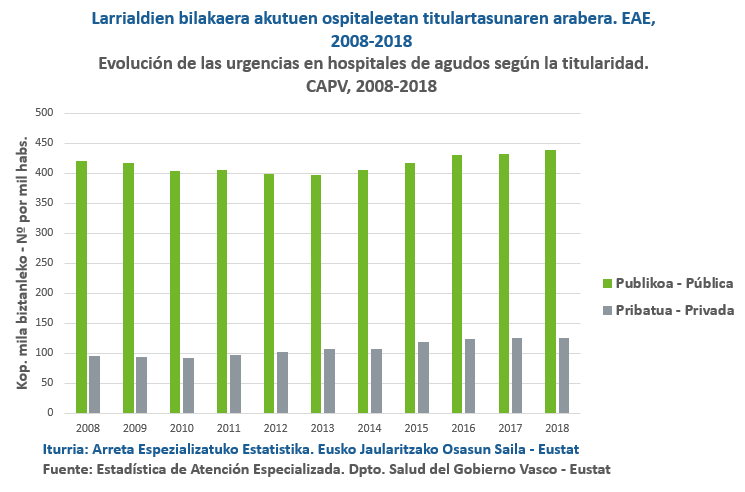 Larrialdien bilakaera akutuen ospitaleetan titulartasunaren arabera. EAE,
2008-2018
Evolución de las urgencias en hospitales de agudos según la titularidad.
CAPV, 2008-2018
Kop. mila biztanleko - Nº por mil habs.
500
450
400
350
300
250
200
150
100
50
0
2008 2009 2010 2011 2012 2013 2014 2015 2016 2017 2018
Publikoa - Pública
Pribatua - Privada
Iturria: Arreta Espezializatuko Estatistika. Eusko Jaularitzako Osasun Saila - Eustat
Fuente: Estadística de Atención Especializada. Dpto. Salud del Gobierno Vasco - Eustat